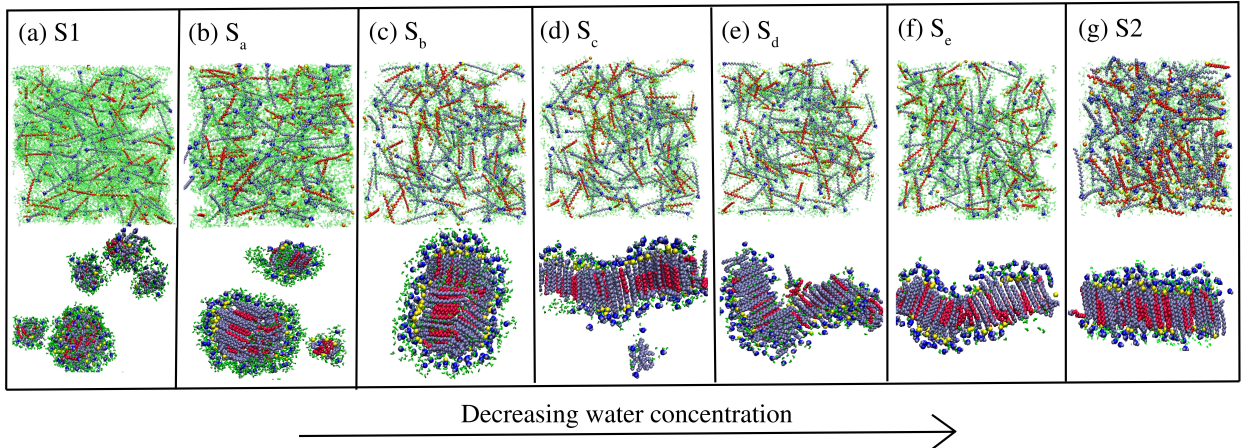 (a) S1
(b) Sa
(c) Sb
(d) Sc
(e) Sd
(f) Se
(g) S2
Decreasing water concentration